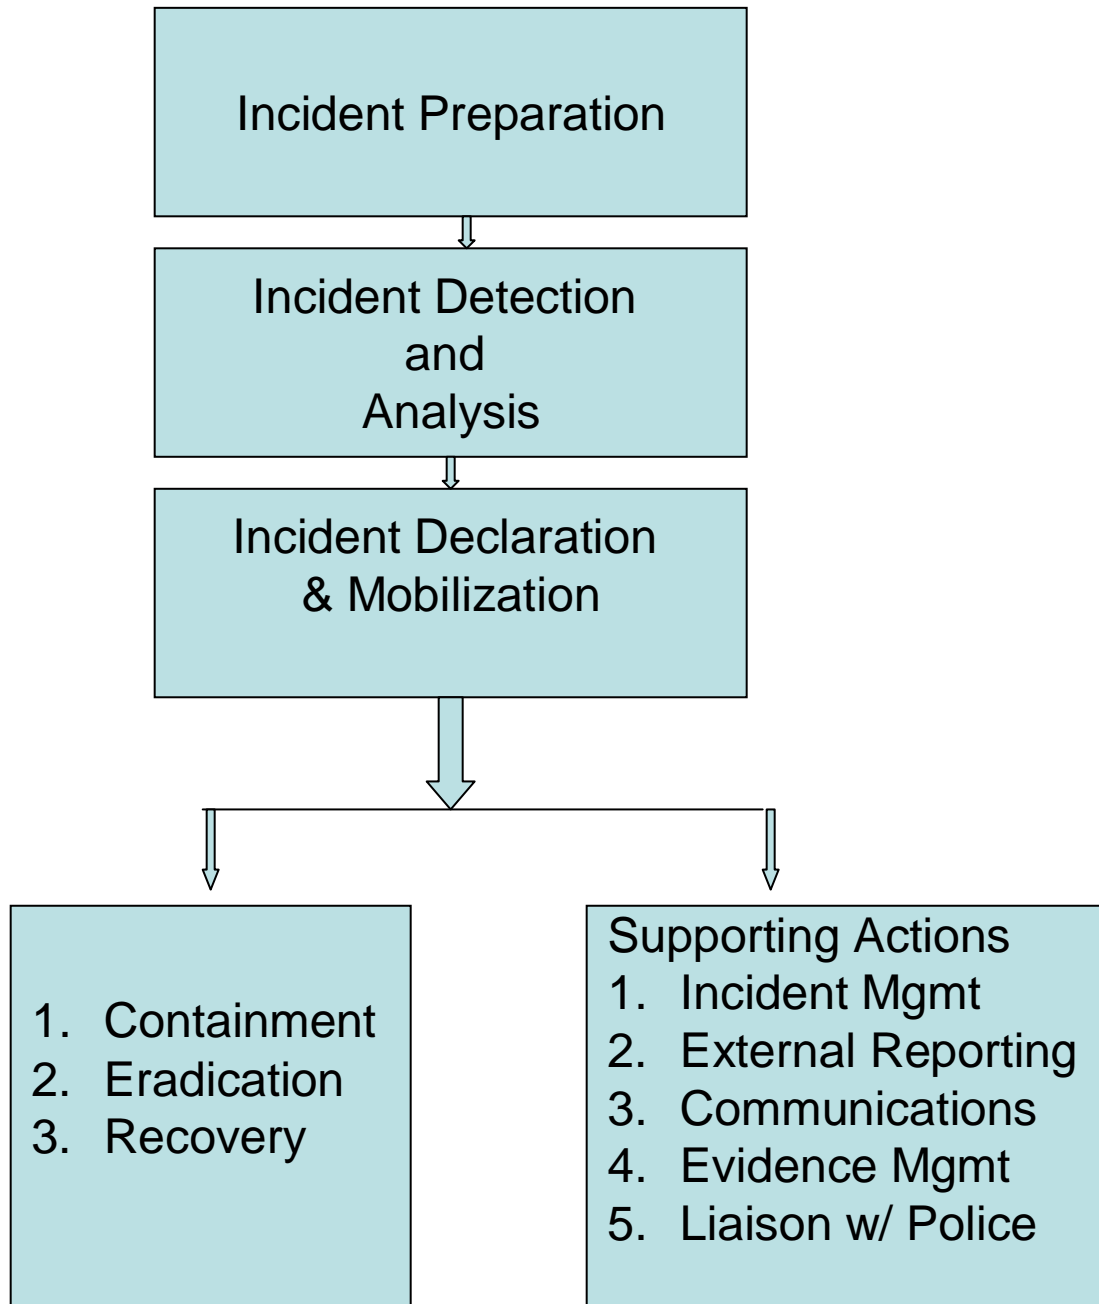 Incident Preparation
Incident Detection
and
Analysis
Incident Declaration
& Mobilization
1. Containment
2. Eradication
3. Recovery
Supporting Actions
1. Incident Mgmt
2. External Reporting
3. Communications
4. Evidence Mgmt
5. Liaison w/ Police